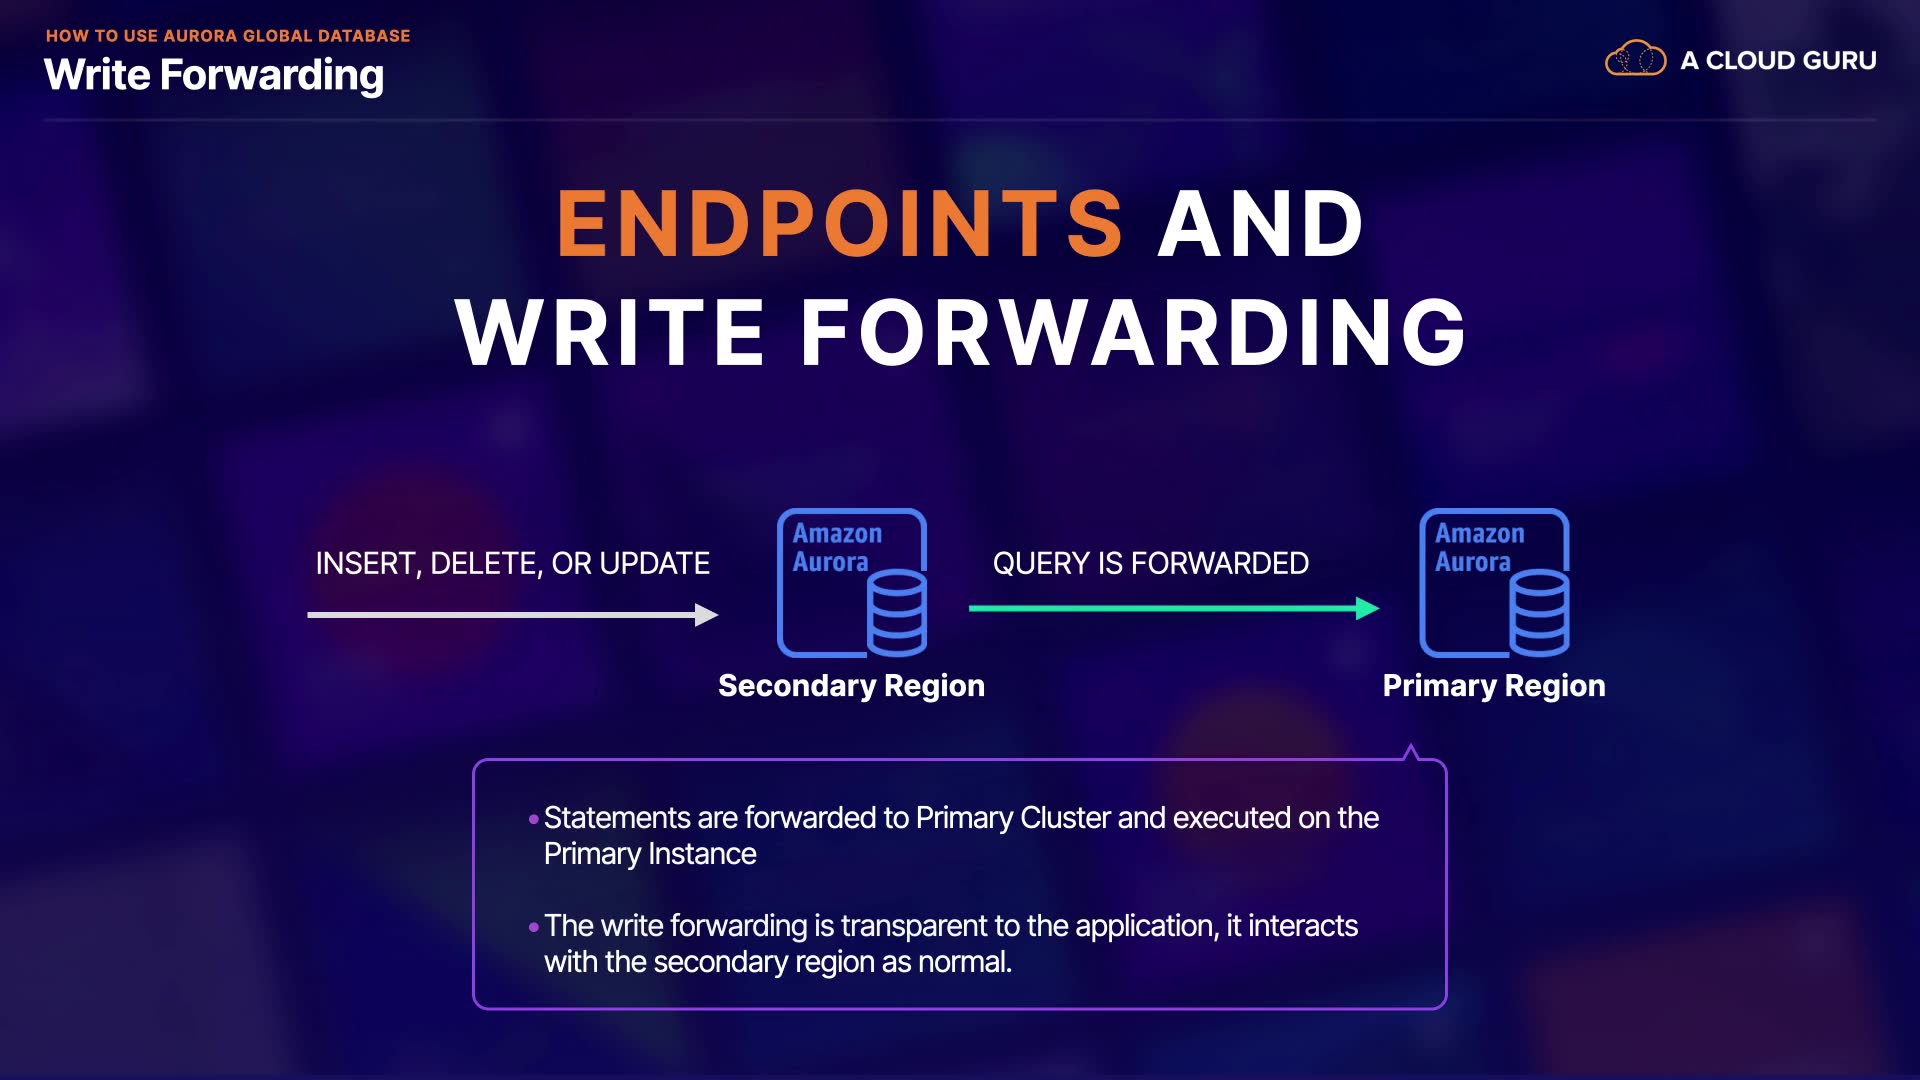 HOW TO USE AURORA GLOBAL DATABASE
Write Forwarding
A CLOUD GURU
ENDPOINTS AND
WRITE FORWARDING
INSERT, DELETE, OR UPDATE
Amazon
Aurora
Secondary Region
QUERY IS FORWARDED
Amazon
Aurora
Primary Region
•Statements are forwarded to Primary Cluster and executed on the
Primary Instance
•The write forwarding is transparent to the application, it interacts
with the secondary region as normal.